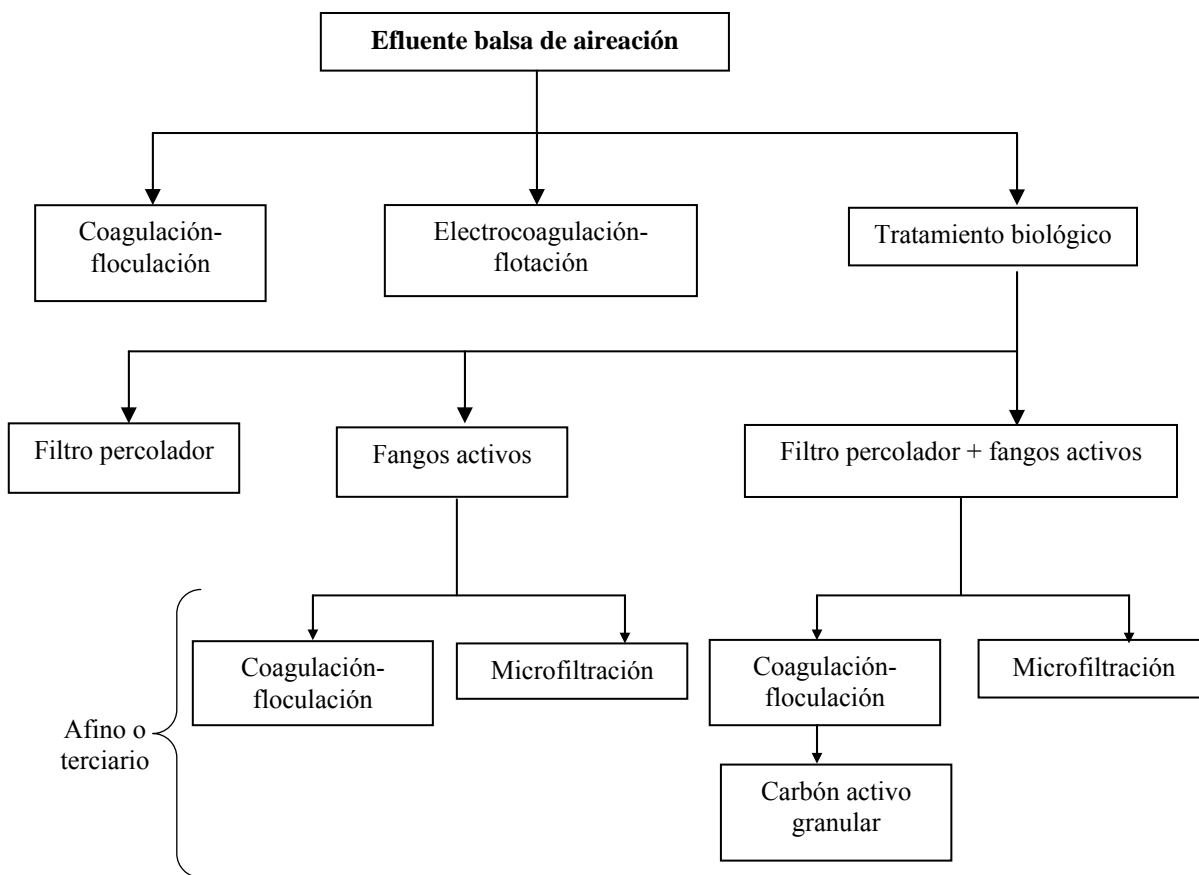 Efluente balsa de aireación
Coagulación-
floculación
Electrocoagulación-
flotación
Tratamiento biológico
Filtro percolador
Fangos activos
Filtro percolador + fangos activos
Afino o
terciario
Coagulación-
floculación
Microfiltración
Coagulación-
floculación
Microfiltración
Carbón activo
granular